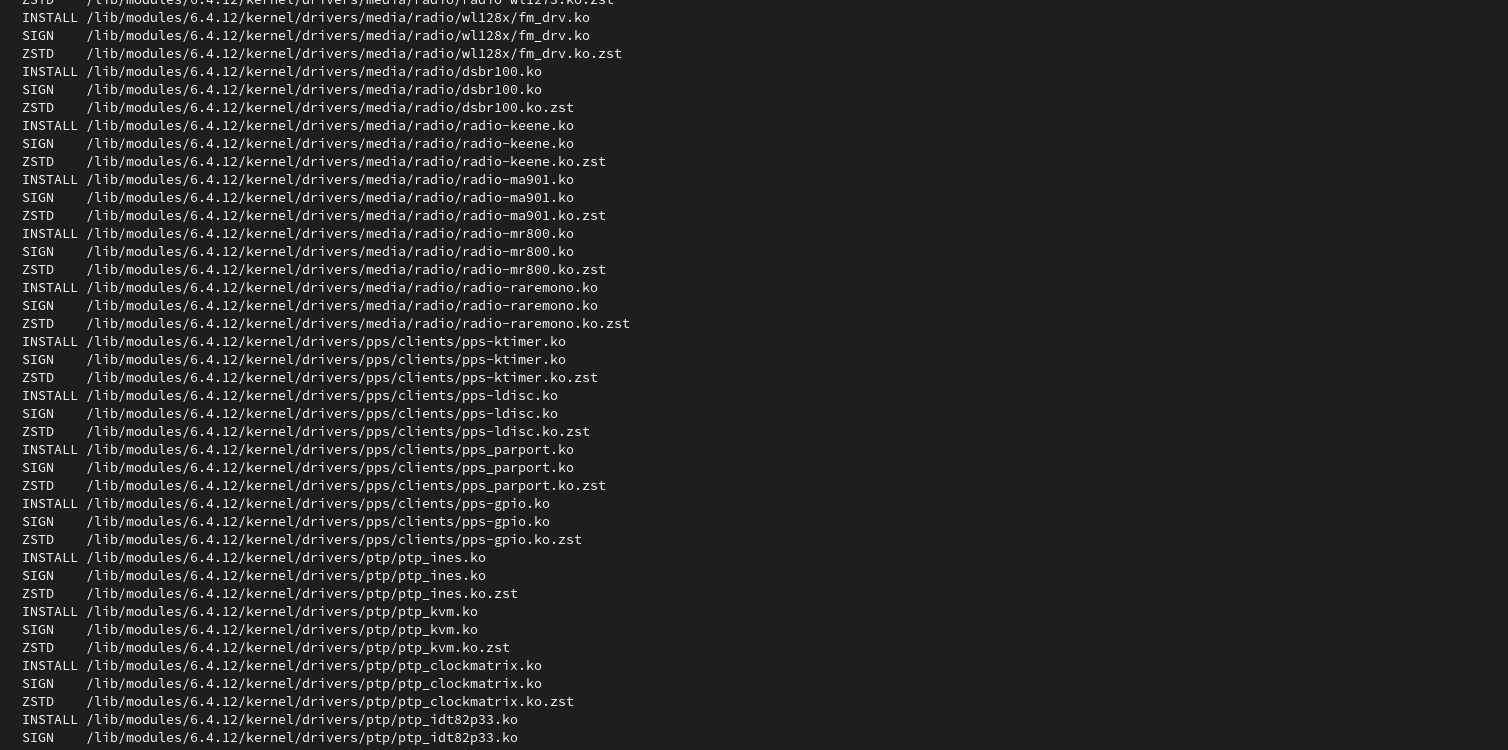 ZSTD    /lib/modules/6.4.12/kernel/drivers/media/radio/radio-wl1273.ko.zst
INSTALL /lib/modules/6.4.12/kernel/drivers/media/radio/wl128x/fm_drv.ko
SIGN    /lib/modules/6.4.12/kernel/drivers/media/radio/wl128x/fm_drv.ko
ZSTD    /lib/modules/6.4.12/kernel/drivers/media/radio/wl128x/fm_drv.ko.zst
INSTALL /lib/modules/6.4.12/kernel/drivers/media/radio/dsbr100.ko
SIGN    /lib/modules/6.4.12/kernel/drivers/media/radio/dsbr100.ko
ZSTD    /lib/modules/6.4.12/kernel/drivers/media/radio/dsbr100.ko.zst
INSTALL /lib/modules/6.4.12/kernel/drivers/media/radio/radio-keene.ko
SIGN    /lib/modules/6.4.12/kernel/drivers/media/radio/radio-keene.ko
ZSTD    /lib/modules/6.4.12/kernel/drivers/media/radio/radio-keene.ko.zst
INSTALL /lib/modules/6.4.12/kernel/drivers/media/radio/radio-ma901.ko
SIGN    /lib/modules/6.4.12/kernel/drivers/media/radio/radio-ma901.ko
ZSTD    /lib/modules/6.4.12/kernel/drivers/media/radio/radio-ma901.ko.zst
INSTALL /lib/modules/6.4.12/kernel/drivers/media/radio/radio-mr800.ko
SIGN    /lib/modules/6.4.12/kernel/drivers/media/radio/radio-mr800.ko
ZSTD    /lib/modules/6.4.12/kernel/drivers/media/radio/radio-mr800.ko.zst
INSTALL /lib/modules/6.4.12/kernel/drivers/media/radio/radio-raremono.ko
SIGN    /lib/modules/6.4.12/kernel/drivers/media/radio/radio-raremono.ko
ZSTD    /lib/modules/6.4.12/kernel/drivers/media/radio/radio-raremono.ko.zst
INSTALL /lib/modules/6.4.12/kernel/drivers/pps/clients/pps-ktimer.ko
SIGN    /lib/modules/6.4.12/kernel/drivers/pps/clients/pps-ktimer.ko
ZSTD    /lib/modules/6.4.12/kernel/drivers/pps/clients/pps-ktimer.ko.zst
INSTALL /lib/modules/6.4.12/kernel/drivers/pps/clients/pps-ldisc.ko
SIGN    /lib/modules/6.4.12/kernel/drivers/pps/clients/pps-ldisc.ko
ZSTD    /lib/modules/6.4.12/kernel/drivers/pps/clients/pps-ldisc.ko.zst
INSTALL /lib/modules/6.4.12/kernel/drivers/pps/clients/pps_parport.ko
SIGN    /lib/modules/6.4.12/kernel/drivers/pps/clients/pps_parport.ko
ZSTD    /lib/modules/6.4.12/kernel/drivers/pps/clients/pps_parport.ko.zst
INSTALL /lib/modules/6.4.12/kernel/drivers/pps/clients/pps-gpio.ko
SIGN    /lib/modules/6.4.12/kernel/drivers/pps/clients/pps-gpio.ko
ZSTD    /lib/modules/6.4.12/kernel/drivers/pps/clients/pps-gpio.ko.zst
INSTALL /lib/modules/6.4.12/kernel/drivers/ptp/ptp_ines.ko
SIGN    /lib/modules/6.4.12/kernel/drivers/ptp/ptp_ines.ko
ZSTD    /lib/modules/6.4.12/kernel/drivers/ptp/ptp_ines.ko.zst
INSTALL /lib/modules/6.4.12/kernel/drivers/ptp/ptp_kvm.ko
SIGN    /lib/modules/6.4.12/kernel/drivers/ptp/ptp_kvm.ko
ZSTD    /lib/modules/6.4.12/kernel/drivers/ptp/ptp_kvm.ko.zst
INSTALL /lib/modules/6.4.12/kernel/drivers/ptp/ptp_clockmatrix.ko
SIGN    /lib/modules/6.4.12/kernel/drivers/ptp/ptp_clockmatrix.ko
ZSTD    /lib/modules/6.4.12/kernel/drivers/ptp/ptp_clockmatrix.ko.zst
INSTALL /lib/modules/6.4.12/kernel/drivers/ptp/ptp_idt82p33.ko
SIGN    /lib/modules/6.4.12/kernel/drivers/ptp/ptp_idt82p33.ko